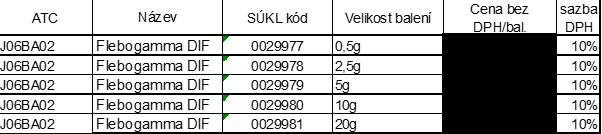 ATC Název SÚKL kód Velikost balení Cena bez DPH/bal. sazba DPH
J06BA02 Flebogamma DIF 0029977 0,5g 10%
J06BA02 Flebogamma DIF 0029978 2,5g 10%
J06BA02 Flebogamma DIF 0029979 5g 10%
J06BA02 Flebogamma DIF 0029980 10g 10%
J06BA02 Flebogamma DIF 0029981 20g 10%